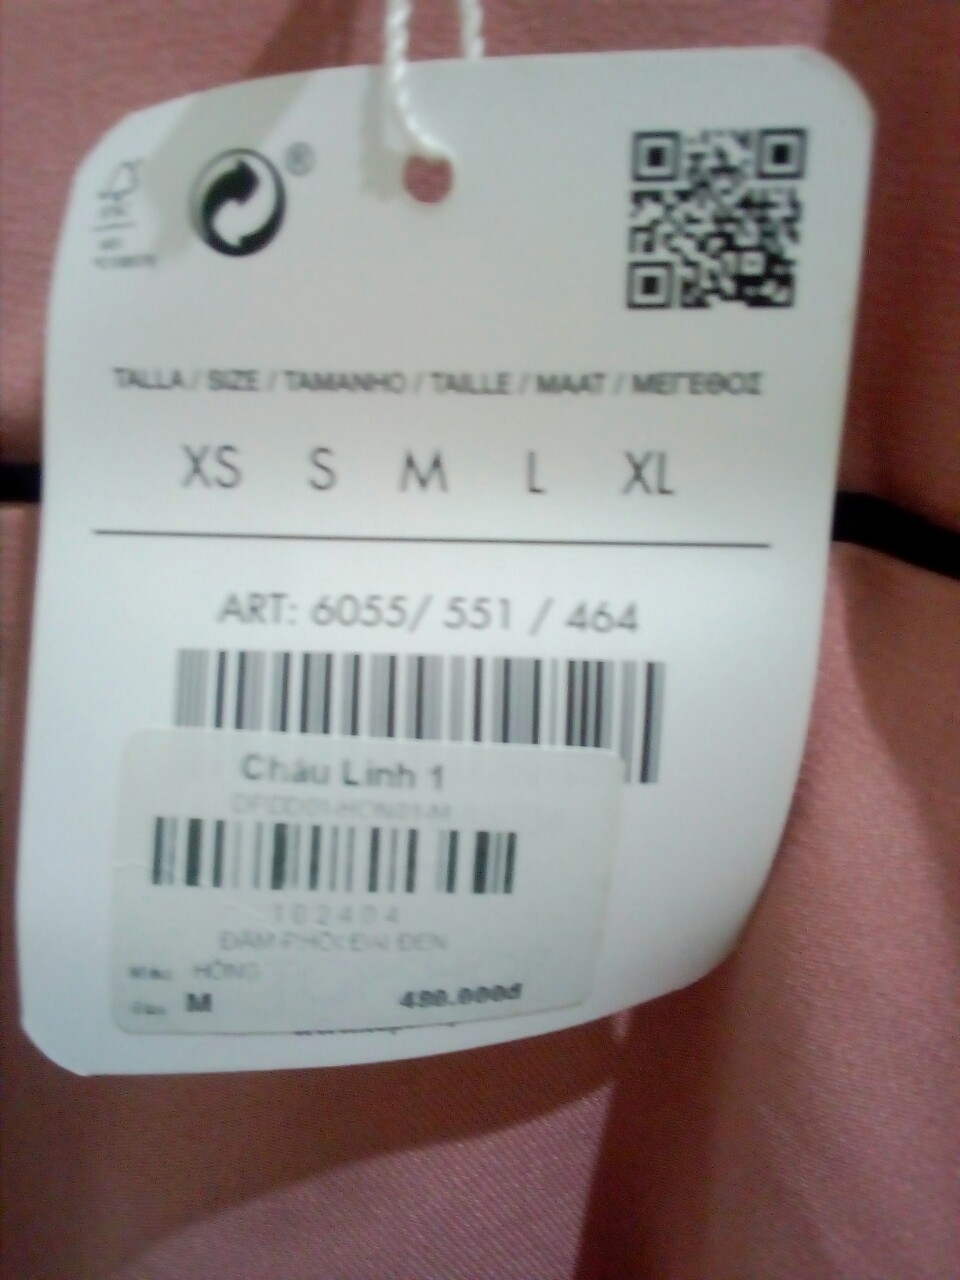 ®
TALLA / SIZE / TAMANHO / TAILLE / MAAT / ΜΕΓΕΘΟΣ
XS S M L XL
ART: 6055/ 551 / 464
Châu Linh 1
102404
ĐẦM PHỐI ĐAI ĐEN
HỒNG
M 480.000đ